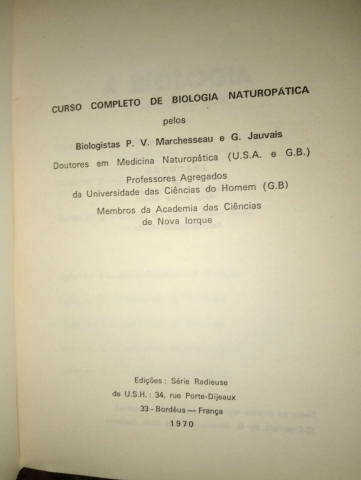 CURSO COMPLETO DE BIOLOGIA NATUROPÁTICA
pelos
Biologistas P. V. Marchesseau e G. Jauvais
Doutores em Medicina Naturopática (U.S.A. e G.B.)
Professores Agregados
da Universidade das Ciências do Homem (G.B)
Membros da Academia das Ciências
de Nova Iorque
Edições: Série Radieuse
de U.S.H: 34, rue Porte-Dijeaux
33 - Bordéus — França
1970